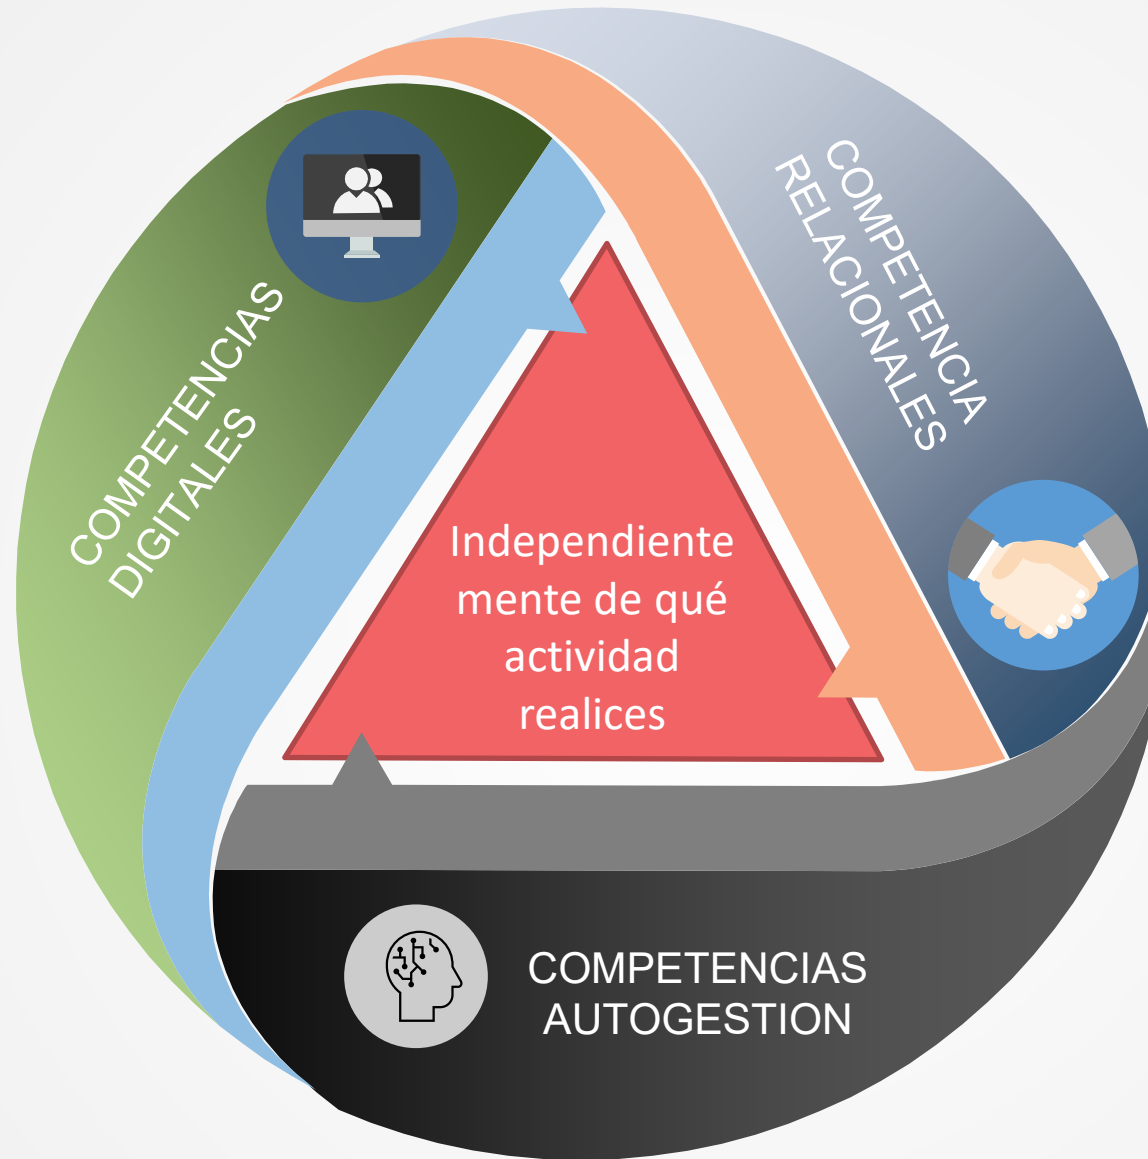 COMPETENCIAS
DIGITALES
COMPETENCIA
RELACIONALES
Independiente
mente de qué
actividad
realices
COMPETENCIAS
AUTOGESTION